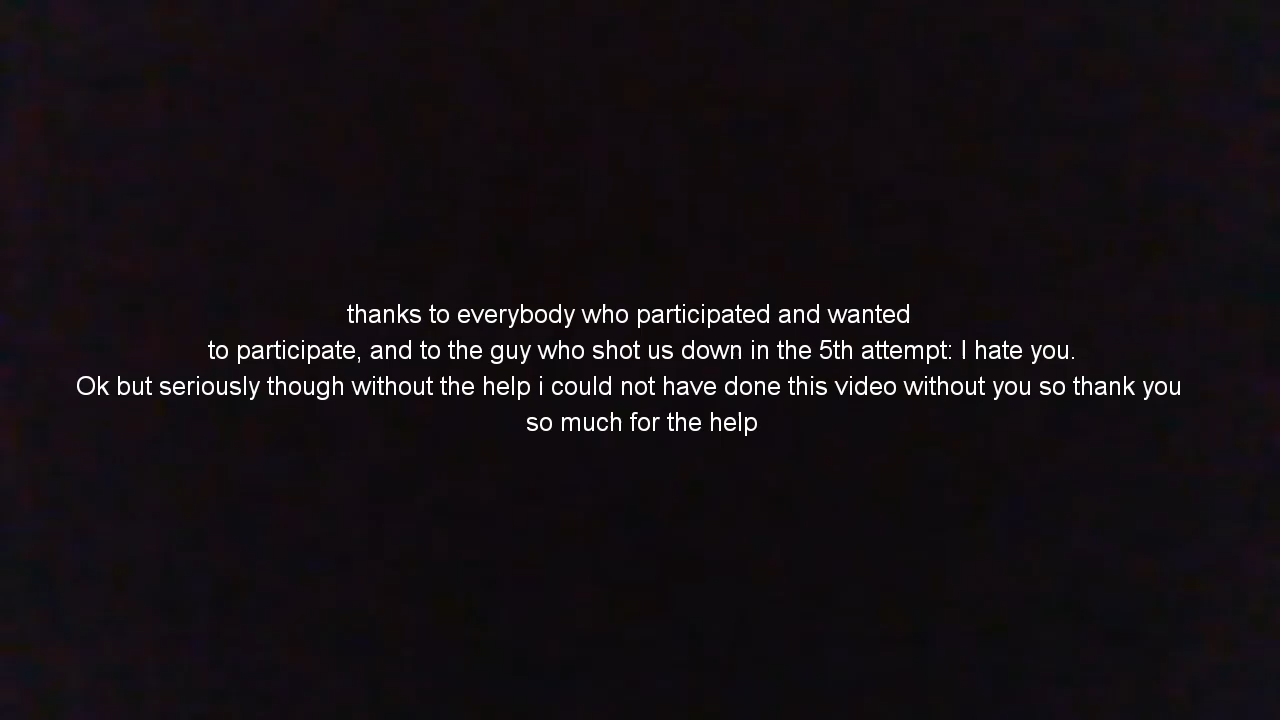 thanks to everybody who participated and wanted
to participate, and to the guy who shot us down in the 5th attempt: I hate you.
Ok but seriously though without the help i could not have done this video without you so thank you
so much for the help